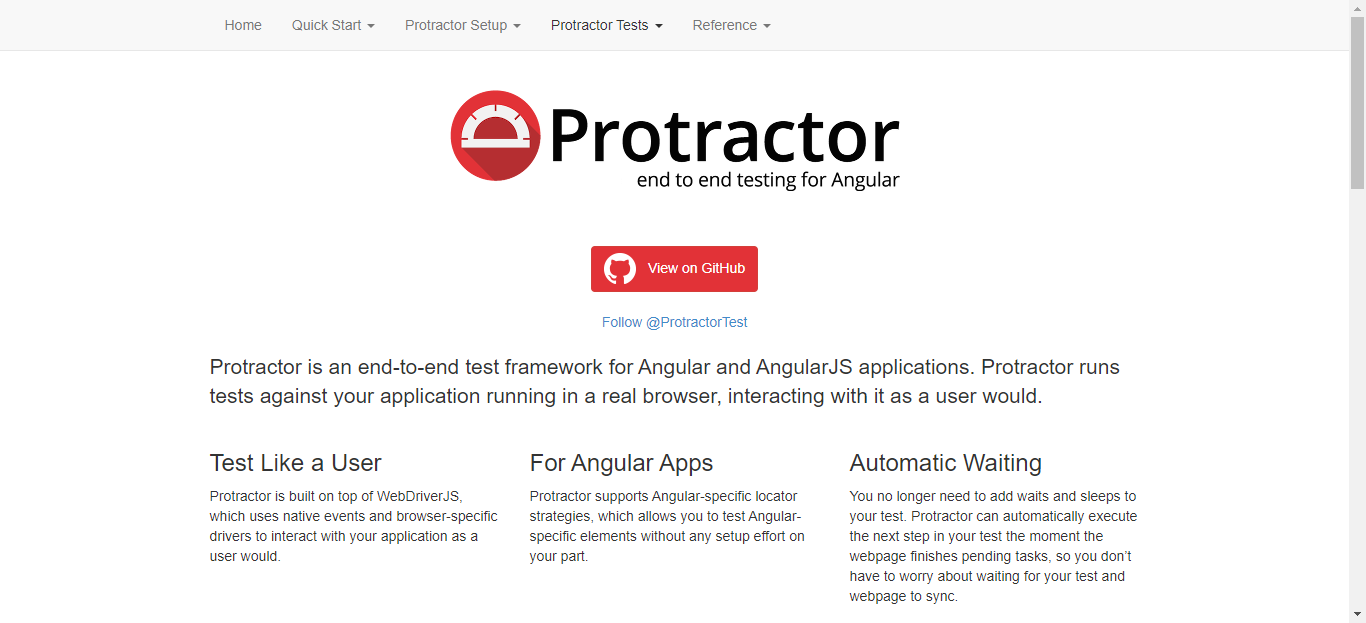 Home Quick Start Protractor Setup Protractor Tests Reference
Protractor
end to end testing for Angular
View on GitHub
Follow @ProtractorTest
Protractor is an end-to-end test framework for Angular and AngularJS applications. Protractor runs
tests against your application running in a real browser, interacting with it as a user would.
Test Like a User
Protractor is built on top of WebDriverJS,
which uses native events and browser-specific
drivers to interact with your application as a
user would.
For Angular Apps
Protractor supports Angular-specific locator
strategies, which allows you to test Angular-
specific elements without any setup effort on
your part.
Automatic Waiting
You no longer need to add waits and sleeps to
your test. Protractor can automatically execute
the next step in your test the moment the
webpage finishes pending tasks, so you don’t
have to worry about waiting for your test and
webpage to sync.